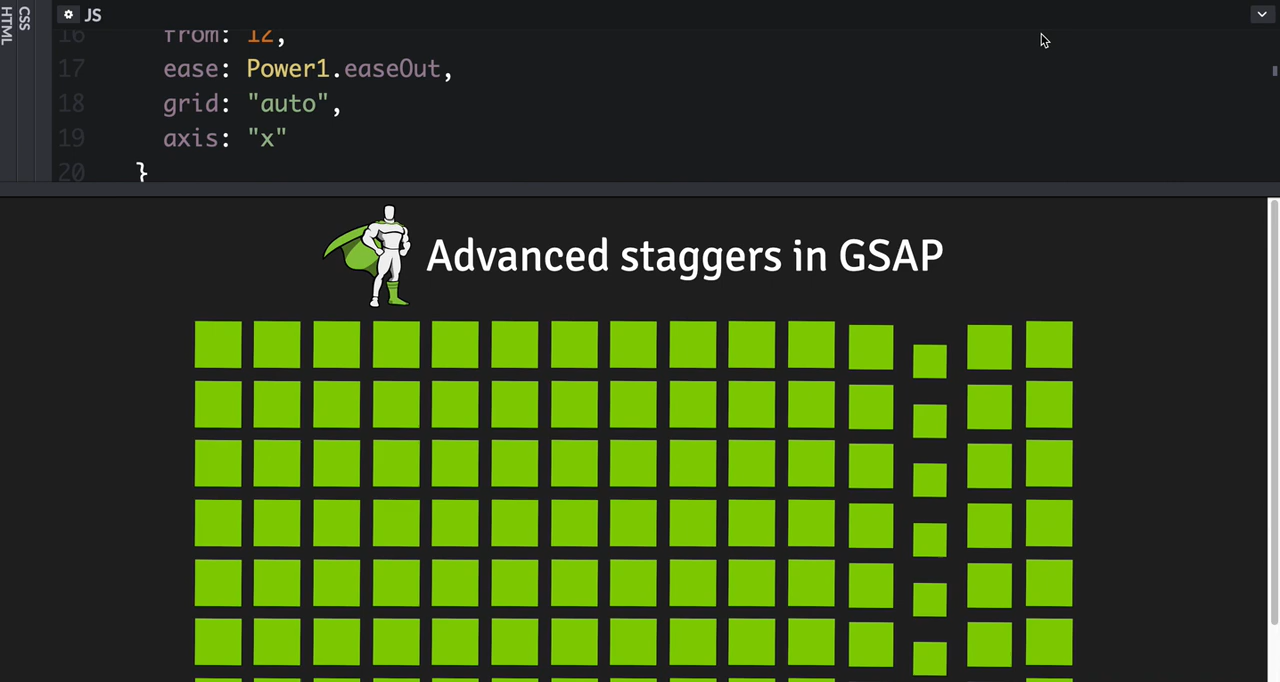 HTML
CSS
JS
16 from: 12,
17 ease: Power1.easeOut,
18 grid: "auto",
19 axis: "x"
20 }
Advanced staggers in GSAP